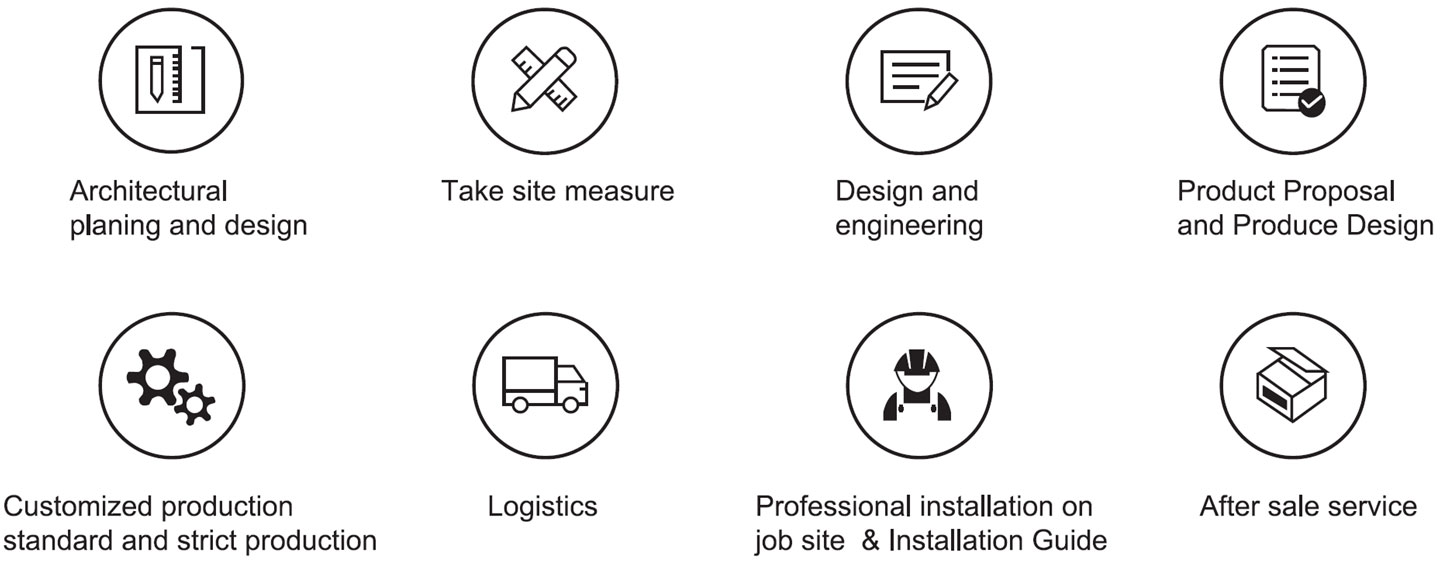 Architectural
planing and design
Take site measure
Design and
engineering
Product Proposal
and Produce Design
Customized production
standard and strict production
Logistics
Professional installation on
job site & Installation Guide
After sale service